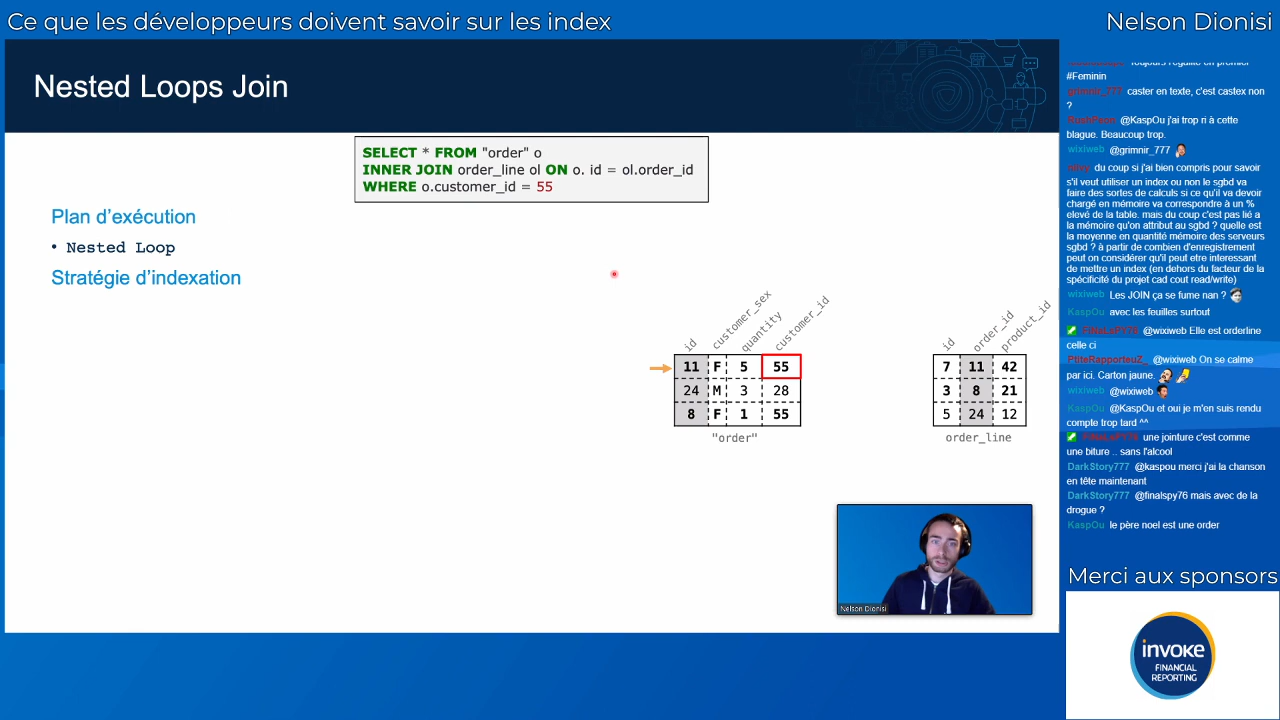 Ce que les développeurs doivent savoir sur les index
Nelson Dionisi
Nested Loops Join
SELECT * FROM "order" o
INNER JOIN order_line ol ON o. id = ol.order_id
WHERE o.customer_id = 55
Plan d'exécution
• Nested Loop
Stratégie d'indexation
id customer_sex quantity customer_id
11 F 5 55
24 M 3 28
8 F 1 55
"order"
id order_id product_id
7 11 42
3 8 21
5 24 12
order_line
Nelson Dionisi
#Feminin
grimnir_777 caster en texte, c'est castex non
?
@KaspOu j'ai trop ri à cette
blague. Beaucoup trop.
wixiweb @grimnir_777
du coup si j'ai bien compris pour savoir
s'il veut utiliser un index ou non le sgbd va
faire des sortes de calculs si ce qu'il va devoir
chargé en mémoire va correspondre à un %
elevé de la table. mais du coup c'est pas lié a
la mémoire qu'on attribut au sgbd ? quelle est
la moyenne en quantité mémoire des serveurs
sgbd ? à partir de combien d'enregistrement
peut on considérer qu'il peut etre interessant
de mettre un index (en dehors du facteur de la
spécificité du projet cad cout read/write)
wixiweb Les JOIN ça se fume nan ?
KaspOu avec les feuilles surtout
FiNaLsPY76 @wixiweb Elle est orderline
celle ci
PtiteRapporteuZ_ @wixiweb On se calme
par ici. Carton jaune.
wixiweb @wixiweb
KaspOu @KaspOu et oui je m'en suis rendu
compte trop tard ^^
FiNaLsPY76 une jointure c'est comme
une biture .. sans l'alcool
DarkStory777 @kaspou merci j'ai la chanson
en tête maintenant
DarkStory777 @finalspy76 mais avec de la
drogue ?
KaspOu le père noel est une order
Merci aux sponsors
invoke
FINANCIAL
REPORTING